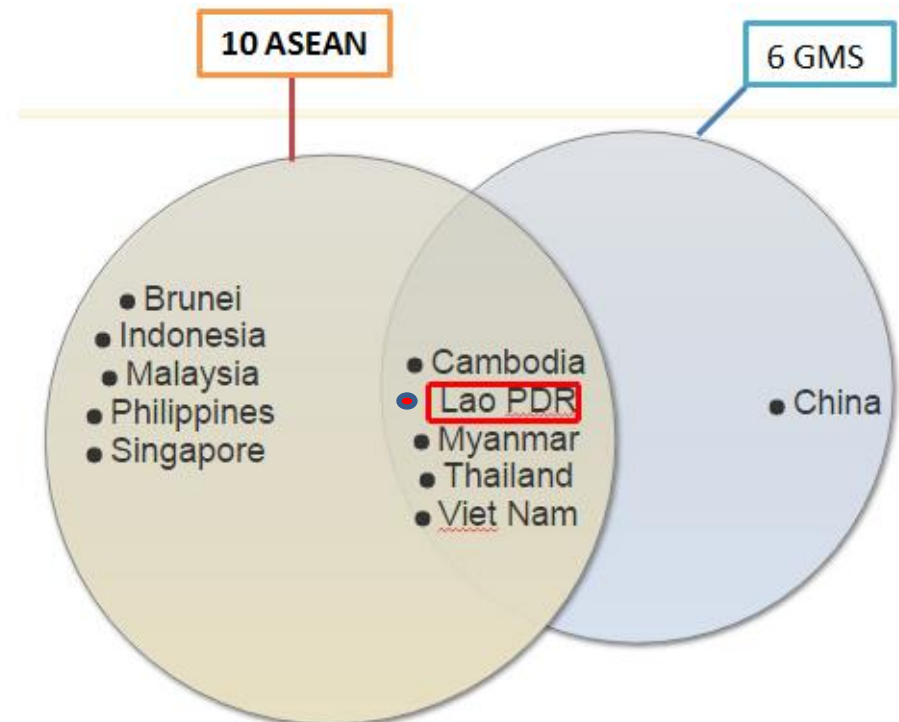 10 ASEAN
6 GMS
Brunei
Indonesia
Malaysia
Philippines
Singapore
Cambodia
Lao PDR
Myanmar
Thailand
Viet Nam
China